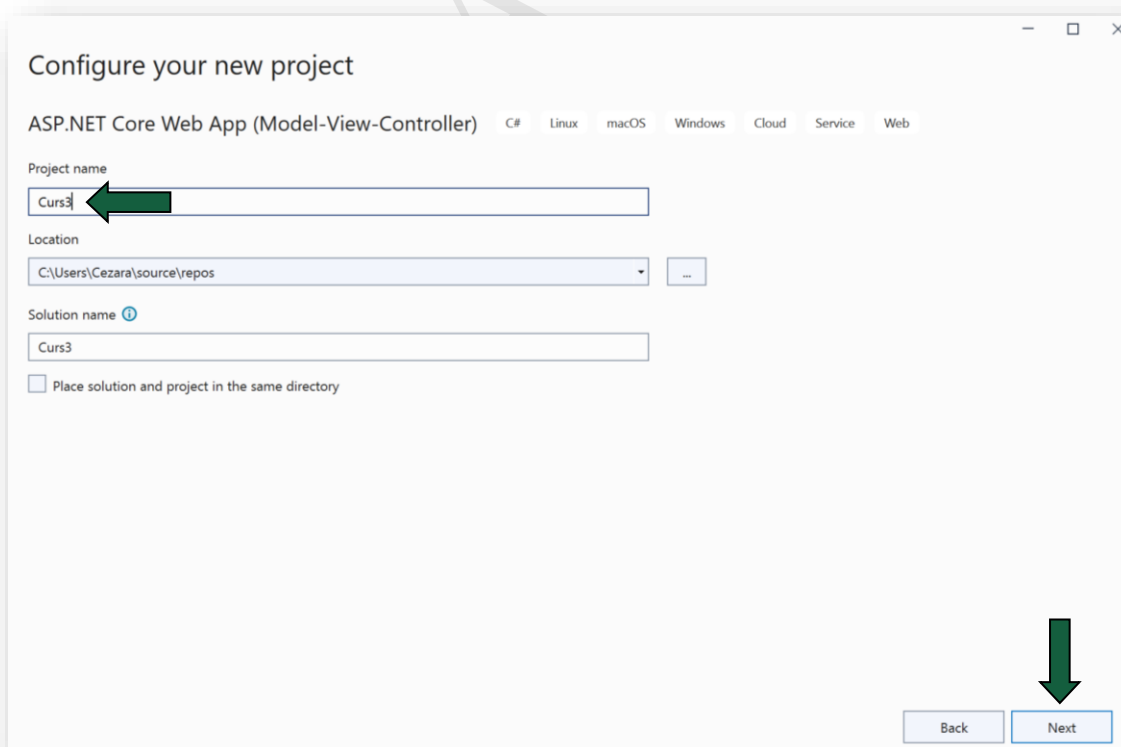 Configure your new project
ASP.NET Core Web App (Model-View-Controller) C# Linux macOS Windows Cloud Service Web
Project name
Curs3
Location
C:\Users\Cezara\source\repos
...
Solution name
Curs3
Place solution and project in the same directory
Back Next